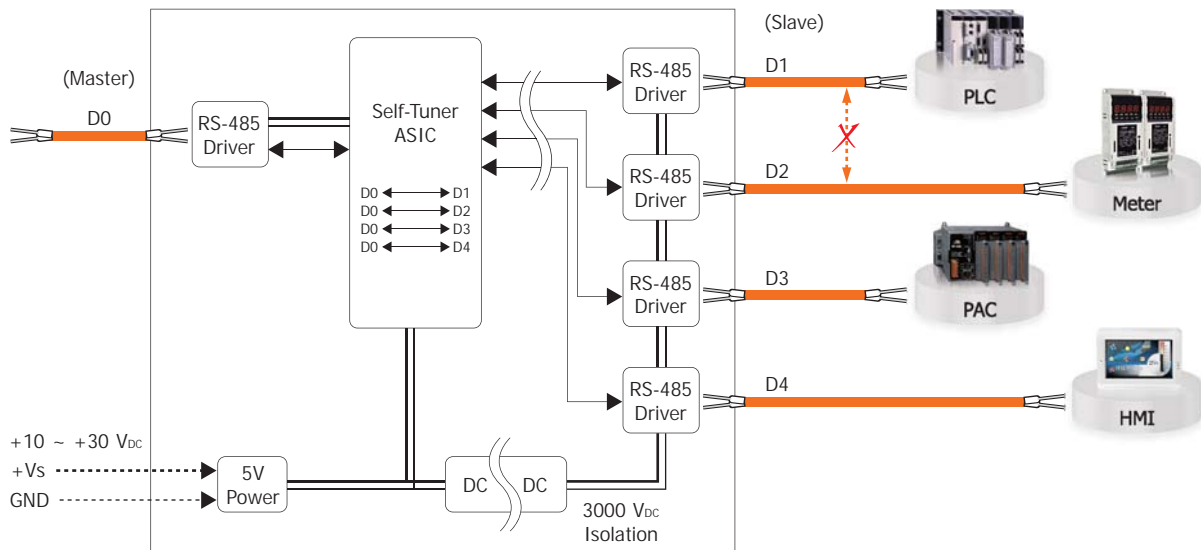 (Master)
D0
RS-485
Driver
Self-Tuner
ASIC
D0 D1
D0 D2
D0 D3
D0 D4
(Slave)
RS-485
Driver
D1
PLC
X
RS-485
Driver
D2
Meter
RS-485
Driver
D3
PAC
RS-485
Driver
D4
HMI
+10 ~ +30 VDC
+Vs
GND
5V
Power
DC DC
3000 VDC
Isolation